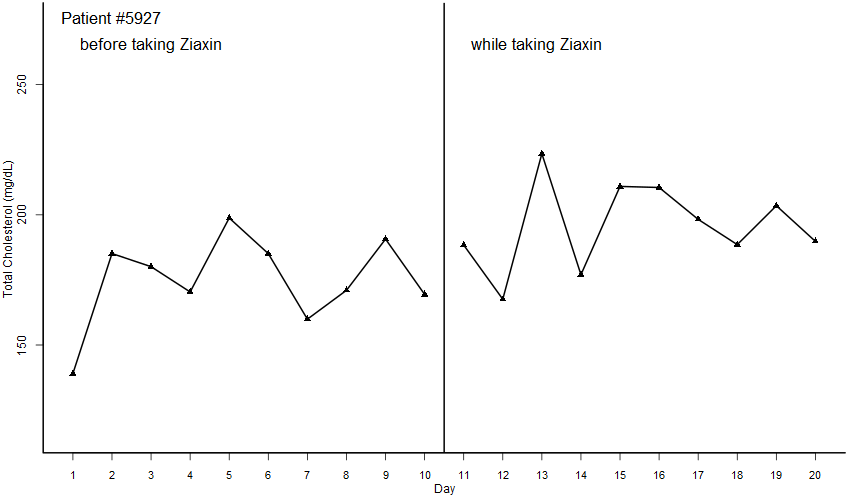 Patient #5927
before taking Ziaxin
while taking Ziaxin
Total Cholesterol (mg/dL)
250
200
150
1 2 3 4 5 6 7 8 9 10 11 12 13 14 15 16 17 18 19 20
Day